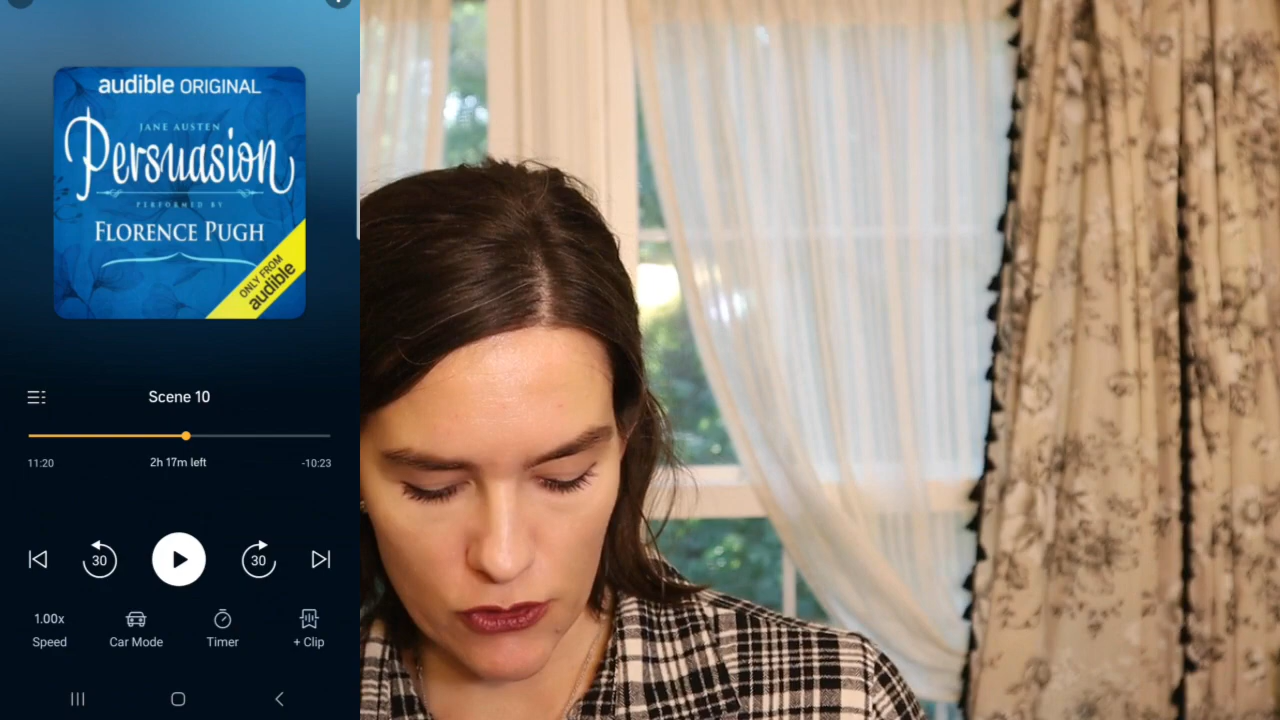 audible ORIGINAL
JANE AUSTEN
Persuasion
PERFORMED BY
FLORENCE PUGH
ONLY FROM
audible
Scene 10
11:20
2h 17m left
-10:23
30
30
1.00x
Speed
Car Mode
Timer
+ Clip